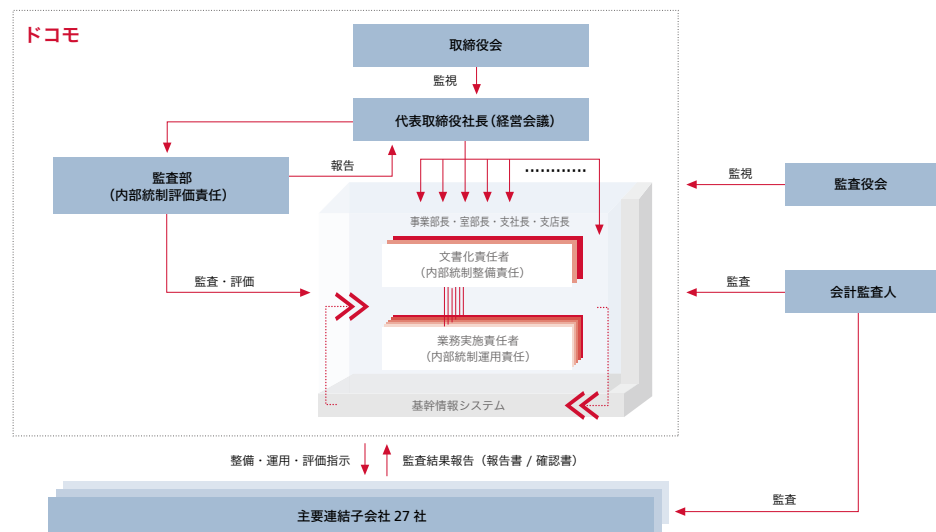 ドコモ
取締役会
監視
代表取締役社長（経営会議）
監査部
（内部統制評価責任）
報告
監視
監査役会
事業部長・室部長・支社長・支店長
文書化責任者
（内部統制整備責任）
監査・評価
監査
会計監査人
業務実施責任者
（内部統制運用責任）
基幹情報システム
整備・運用・評価指示
監査結果報告（報告書 / 確認書）
監査
主要連結子会社 27 社